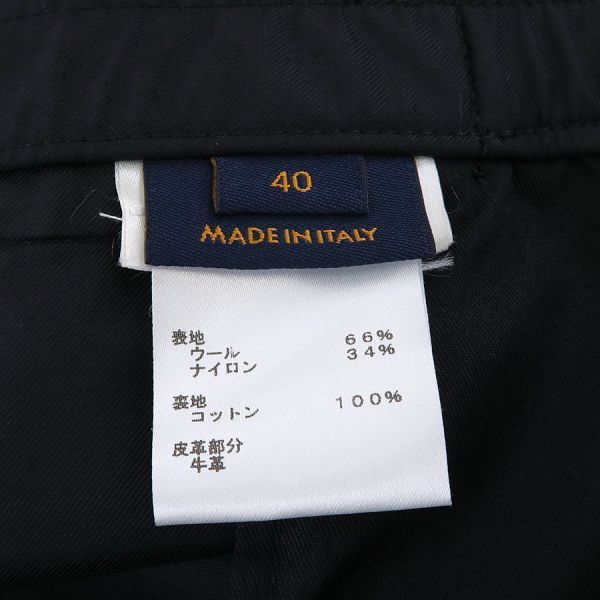 40
MADE IN ITALY
表地 66%
ウール 34%
ナイロン
裏地
コットン 100%
皮革部分
牛革